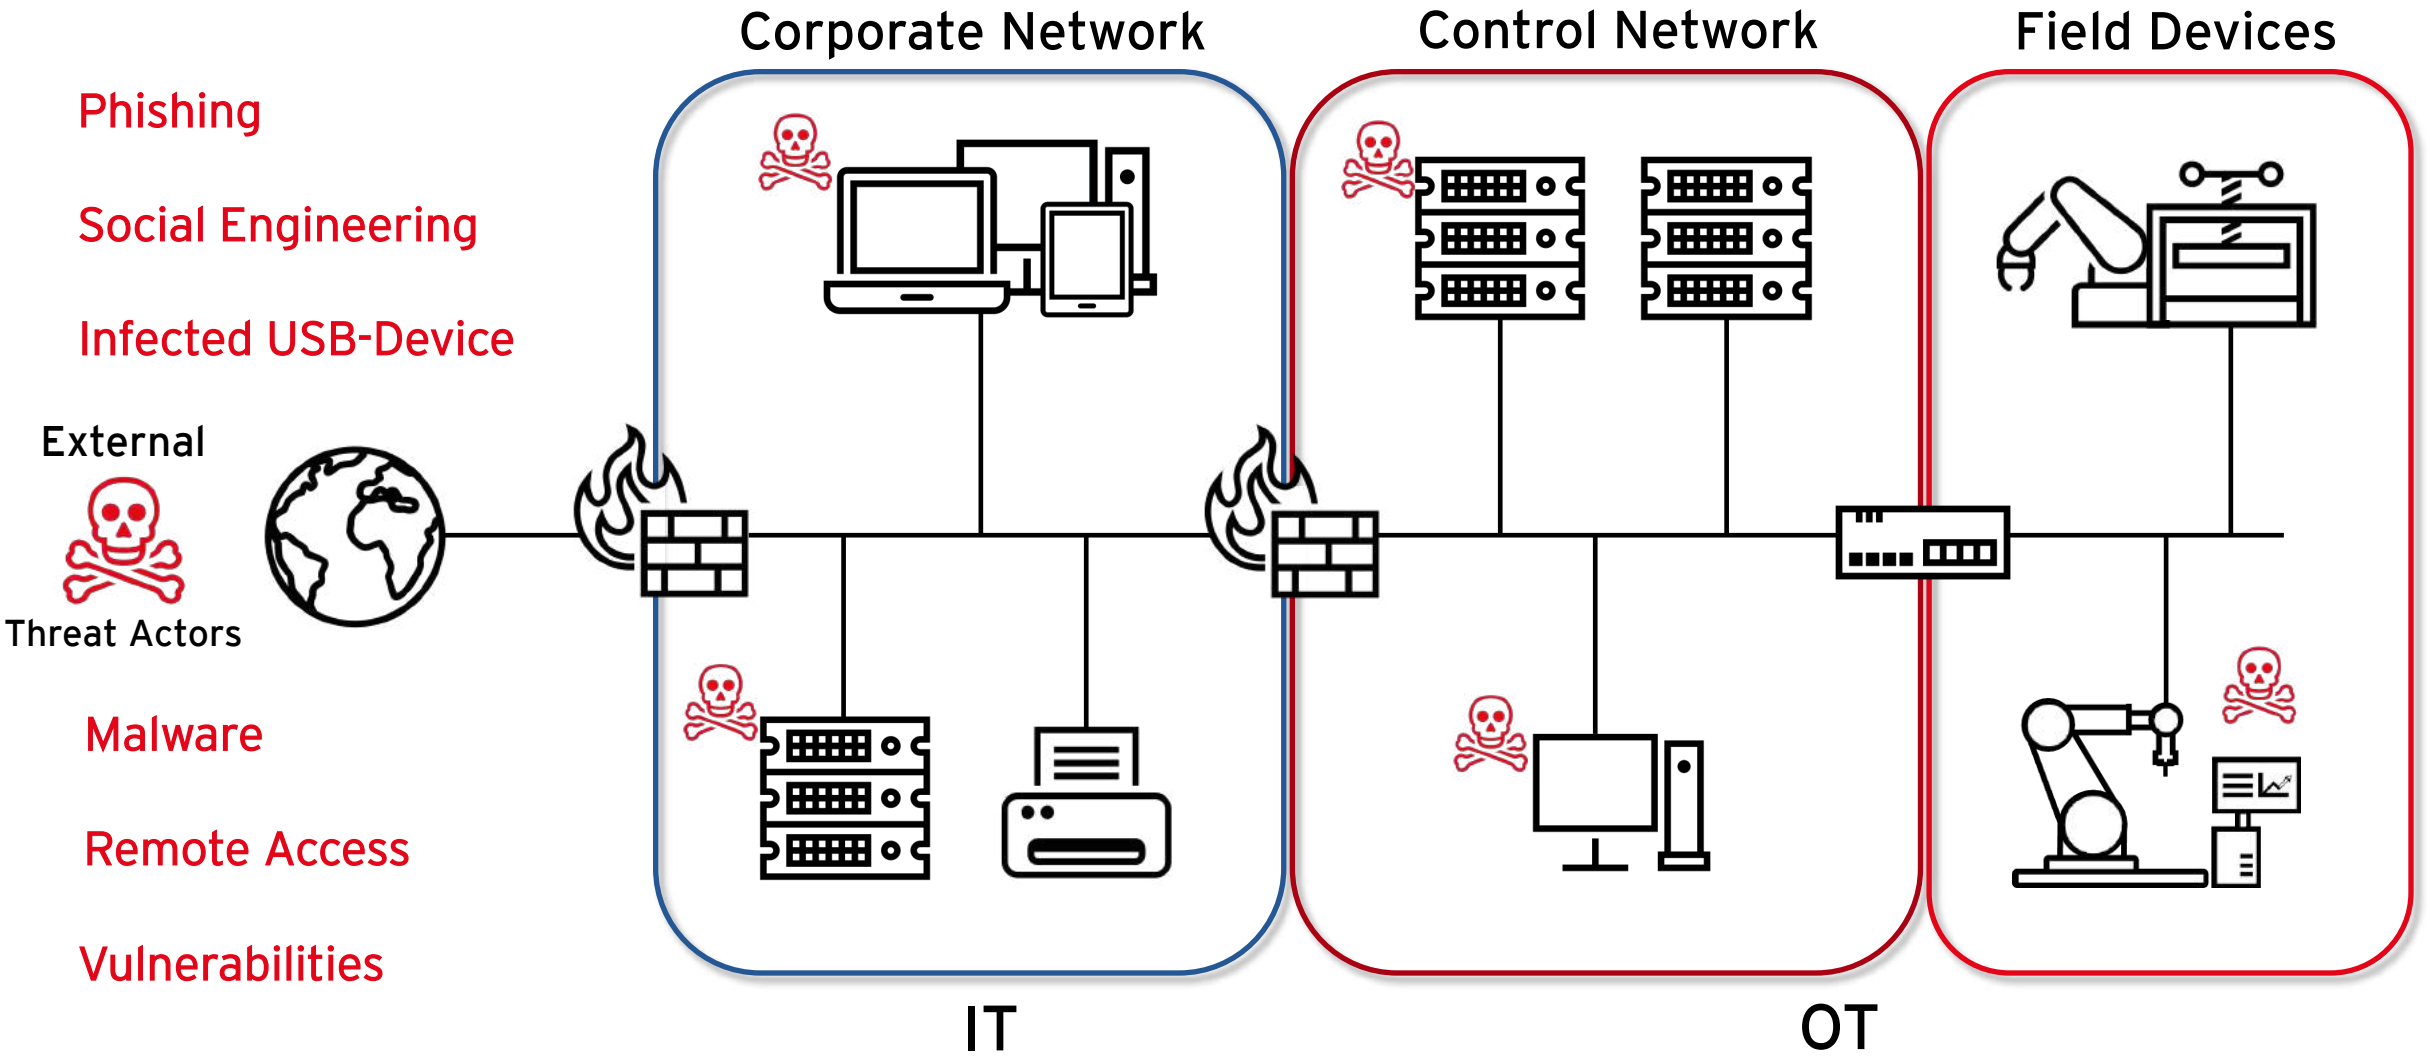 Corporate Network
Control Network
Field Devices
Phishing
Social Engineering
Infected USB-Device
External
Threat Actors
Malware
Remote Access
Vulnerabilities
IT
OT